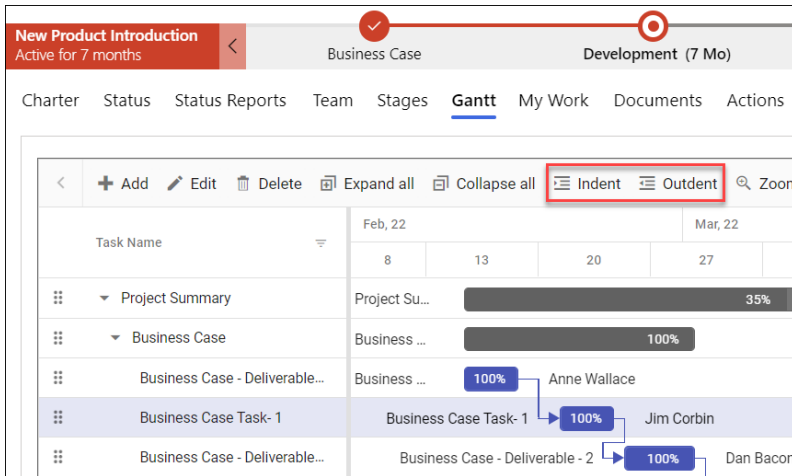 New Product Introduction
Active for 7 months
Business Case
Development (7 Mo)
Charter Status Status Reports Team Stages Gantt My Work Documents Actions
Add Edit Delete Expand all Collapse all Indent Outdent Zoom
Task Name
Feb, 22 Mar, 22
8 13 20 27
Project Summary Project Su... 35%
Business Case Business ... 100%
Business Case - Deliverable... Business ... 100% Anne Wallace
Business Case Task- 1 Business Case Task- 1 100% Jim Corbin
Business Case - Deliverable... Business Case - Deliverable - 2 100% Dan Bacon